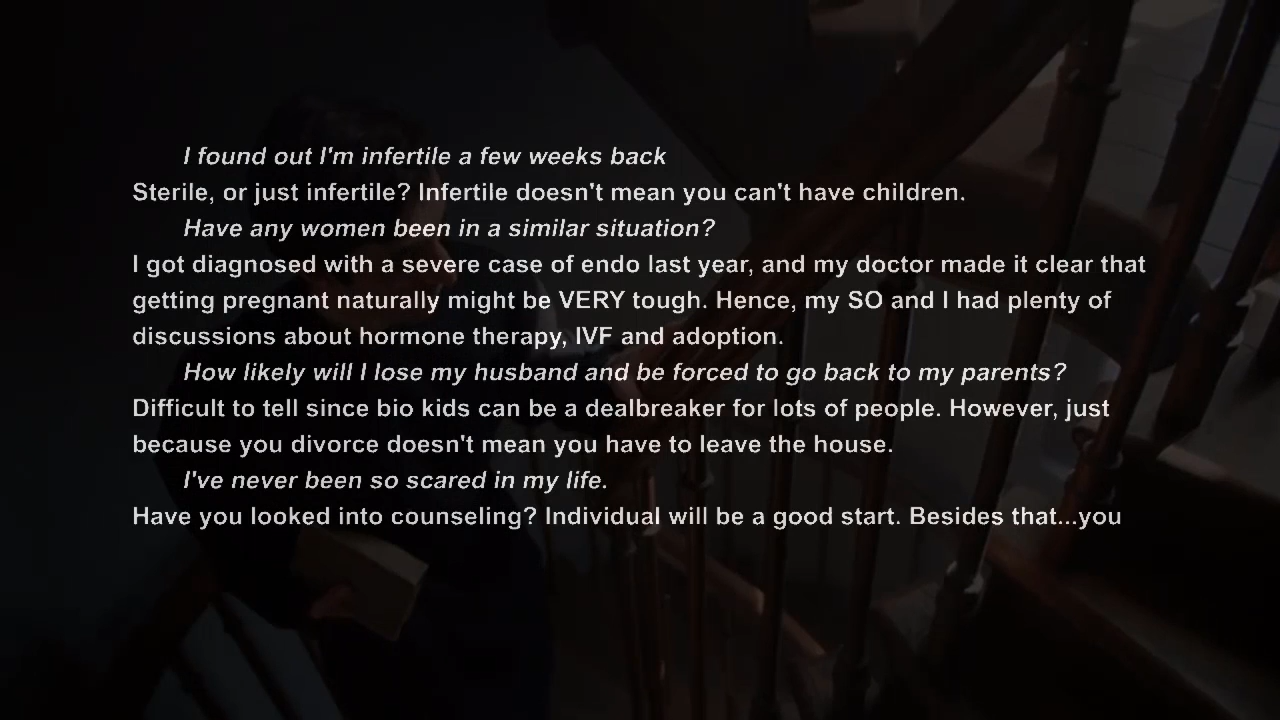 I found out I'm infertile a few weeks back
Sterile, or just infertile? Infertile doesn't mean you can't have children.
Have any women been in a similar situation?
I got diagnosed with a severe case of endo last year, and my doctor made it clear that
getting pregnant naturally might be VERY tough. Hence, my SO and I had plenty of
discussions about hormone therapy, IVF and adoption.
How likely will I lose my husband and be forced to go back to my parents?
Difficult to tell since bio kids can be a dealbreaker for lots of people. However, just
because you divorce doesn't mean you have to leave the house.
I've never been so scared in my life.
Have you looked into counseling? Individual will be a good start. Besides that...you